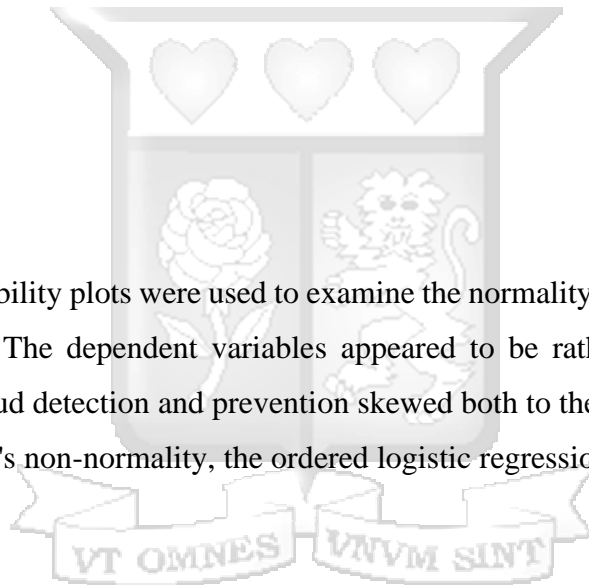 bility plots were used to examine the normality
The dependent variables appeared to be rath
ud detection and prevention skewed both to the
's non-normality, the ordered logistic regressio
VT OMNES VNVM SINT